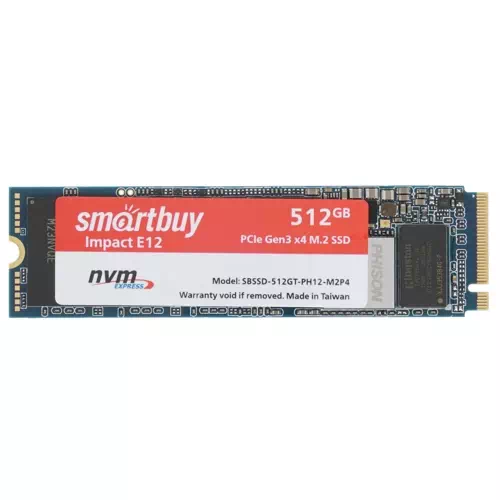 smartbuy
Impact E12
512GB
PCIe Gen3 x4 M.2 SSD
nvm
EXPRESS
Model: SBSSD-512GT-PH12-M2P4
Warranty void if removed. Made in Taiwan
PHISON